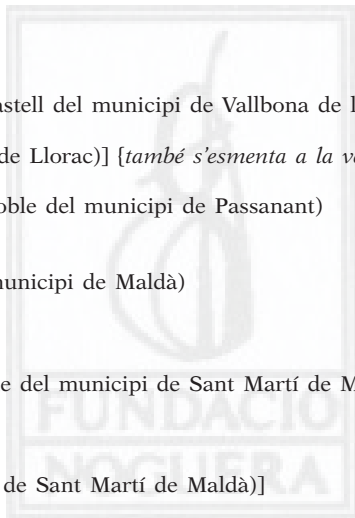 astell del municipi de Vallbona de l
de Llorac)] {també s'esmenta a la v
oble del municipi de Passanant)
municipi de Maldà)
e del municipi de Sant Martí de M
FUNDACIÓ
NOGUERA
de Sant Martí de Maldà)]